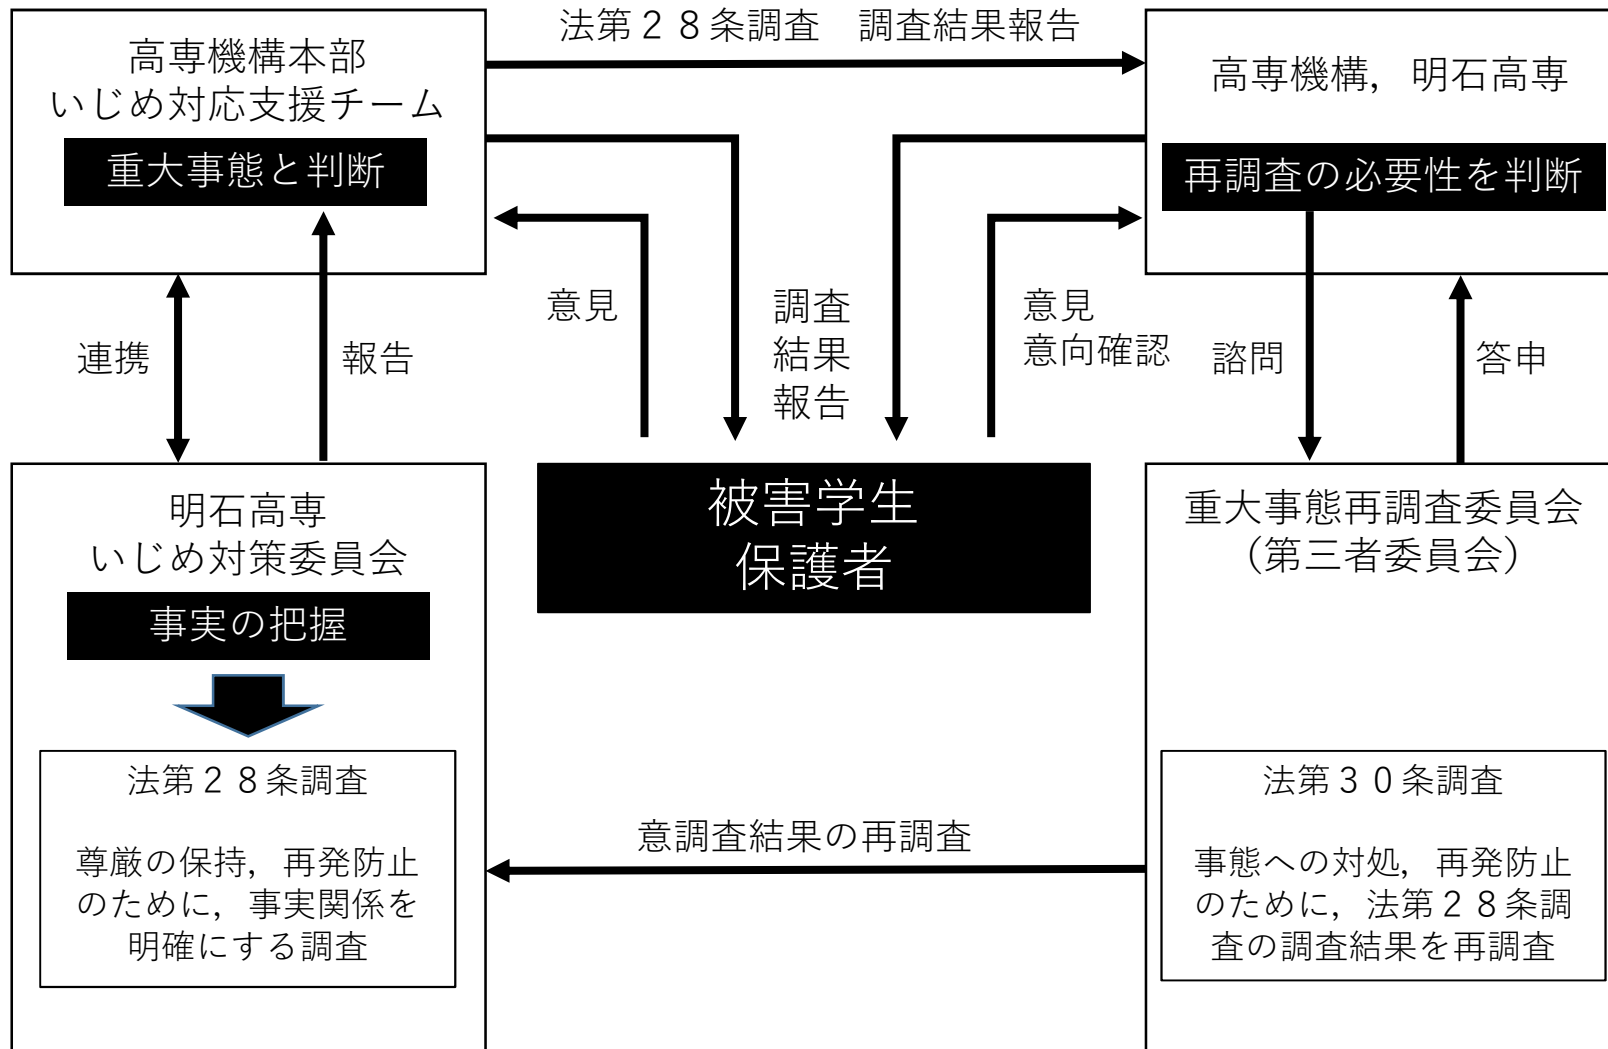 法第２８条調査　調査結果報告
高専機構本部
いじめ対応支援チーム
重大事態と判断
高専機構，明石高専
再調査の必要性を判断
連携
報告
意見
調査
結果
報告
意見
意向確認
諮問
答申
明石高専
いじめ対策委員会
事実の把握
被害学生
保護者
重大事態再調査委員会
（第三者委員会）
法第２８条調査
尊厳の保持，再発防止
のために，事実関係を
明確にする調査
意調査結果の再調査
法第３０条調査
事態への対処，再発防止
のために，法第２８条調
査の調査結果を再調査